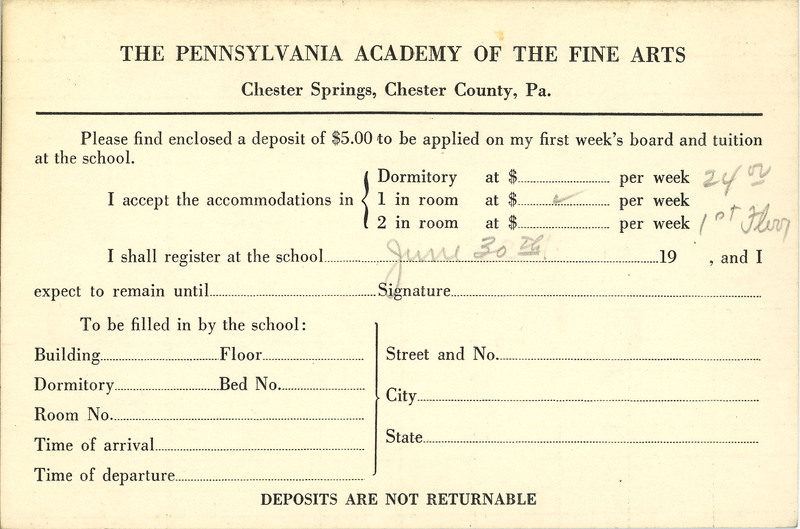 THE PENNSYLVANIA ACADEMY OF THE FINE ARTS
Chester Springs, Chester County, Pa.
Please find enclosed a deposit of $5.00 to be applied on my first week's board and tuition
at the school.
I accept the accommodations in { Dormitory at $.................... per week 24 00
1 in room at $..........✓.......... per week
2 in room at $.................... per week 1st Floor
I shall register at the school.......... June 30th ..........19 , and I
expect to remain until....................Signature....................
To be filled in by the school:
Building....................Floor....................
Dormitory....................Bed No.....................
Room No.....................
Time of arrival....................
Time of departure....................
Street and No.....................
City....................
State....................
DEPOSITS ARE NOT RETURNABLE